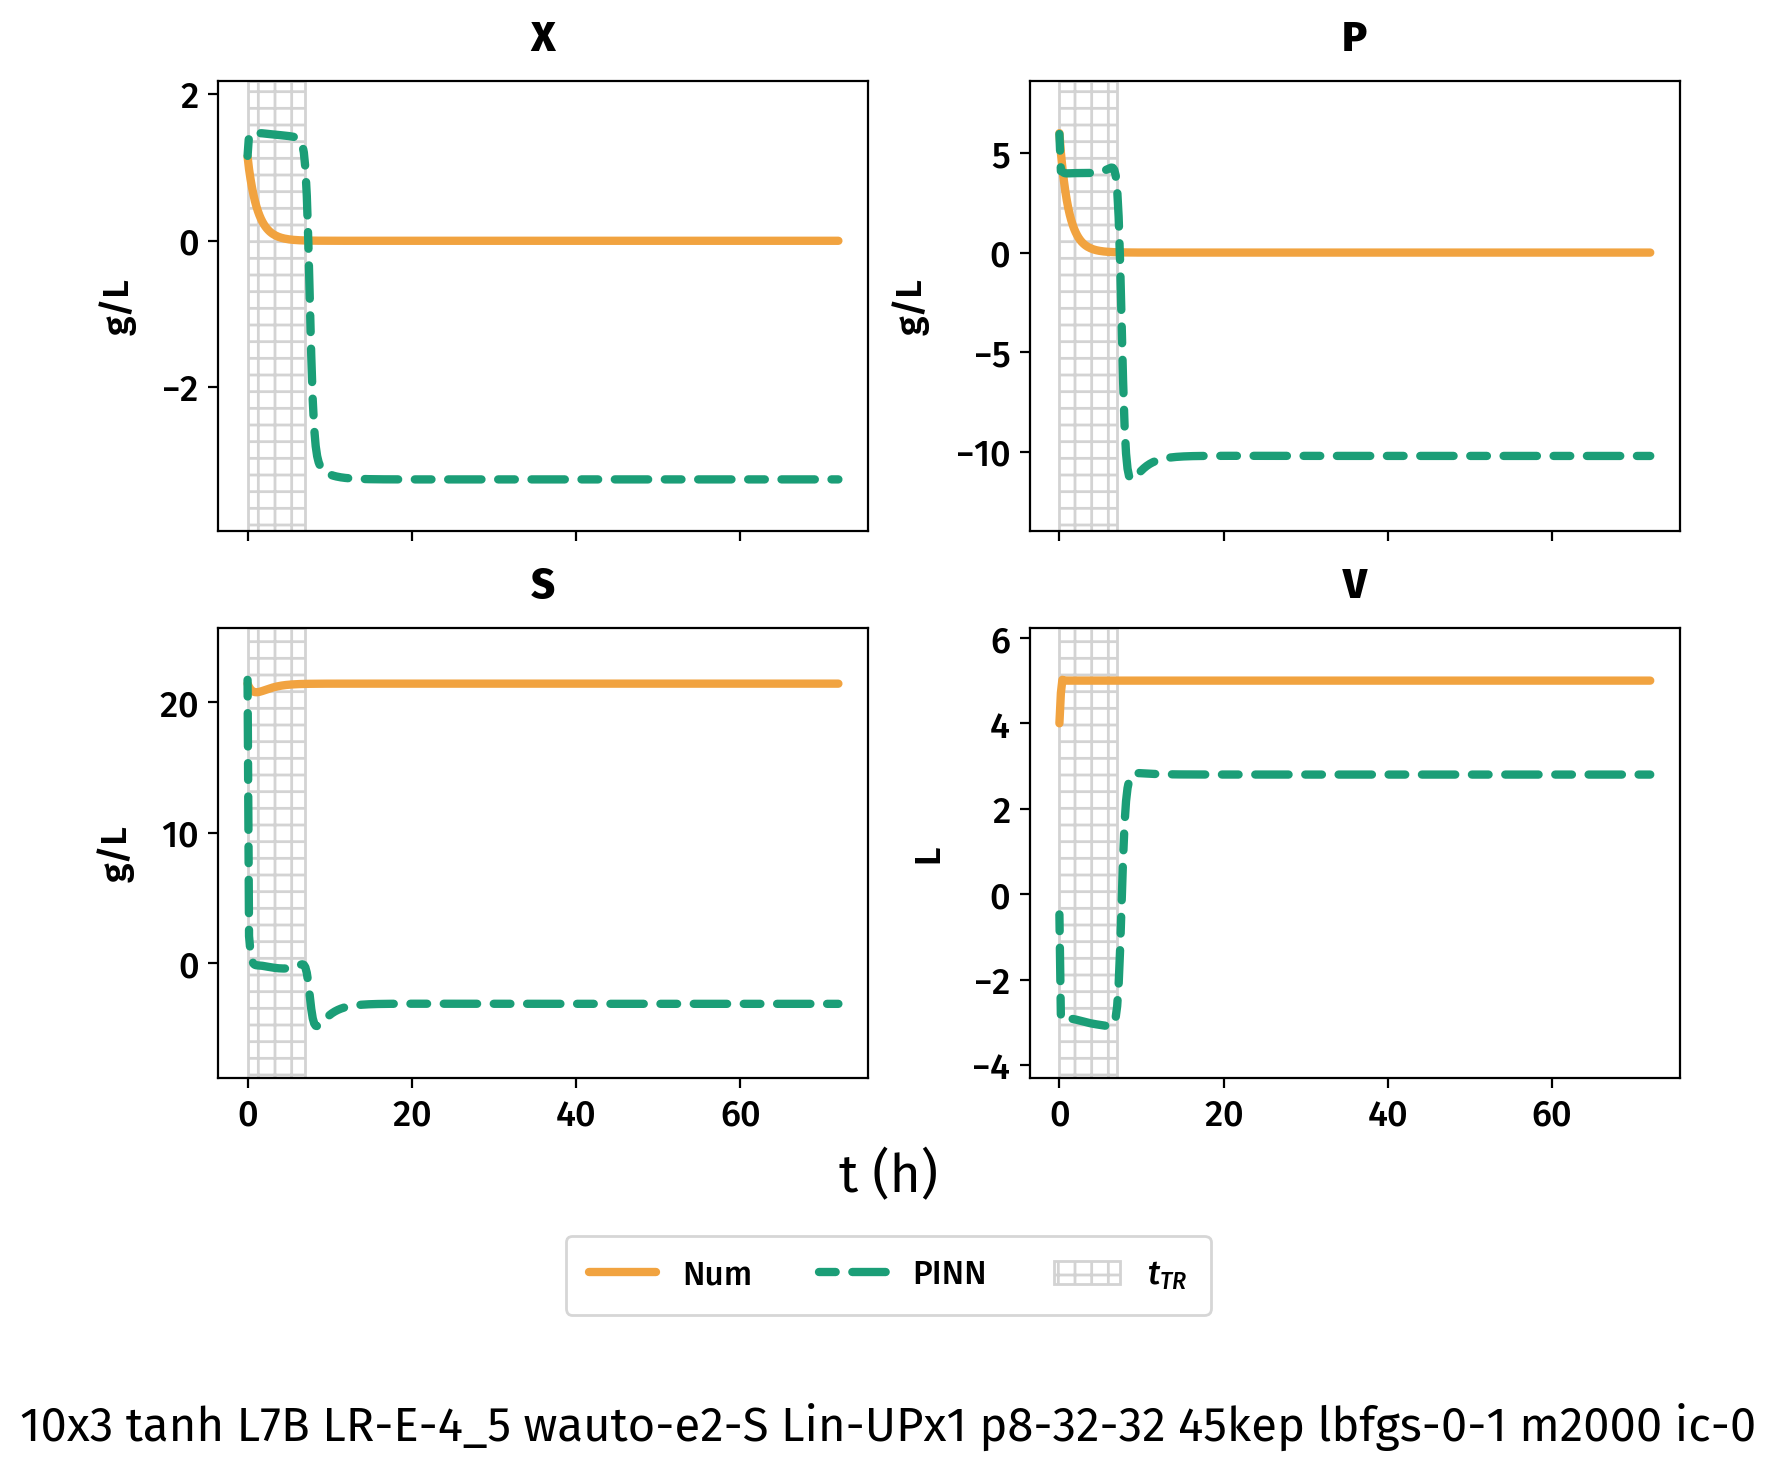 X
P
2
0
−2
g/L
5
0
−5
−10
g/L
S
V
20
10
0
g/L
6
4
2
0
−2
−4
L
0 20 40 60
0 20 40 60
t (h)
Num PINN tTR
10x3 tanh L7B LR-E-4_5 wauto-e2-S Lin-UPx1 p8-32-32 45kep lbfgs-0-1 m2000 ic-0